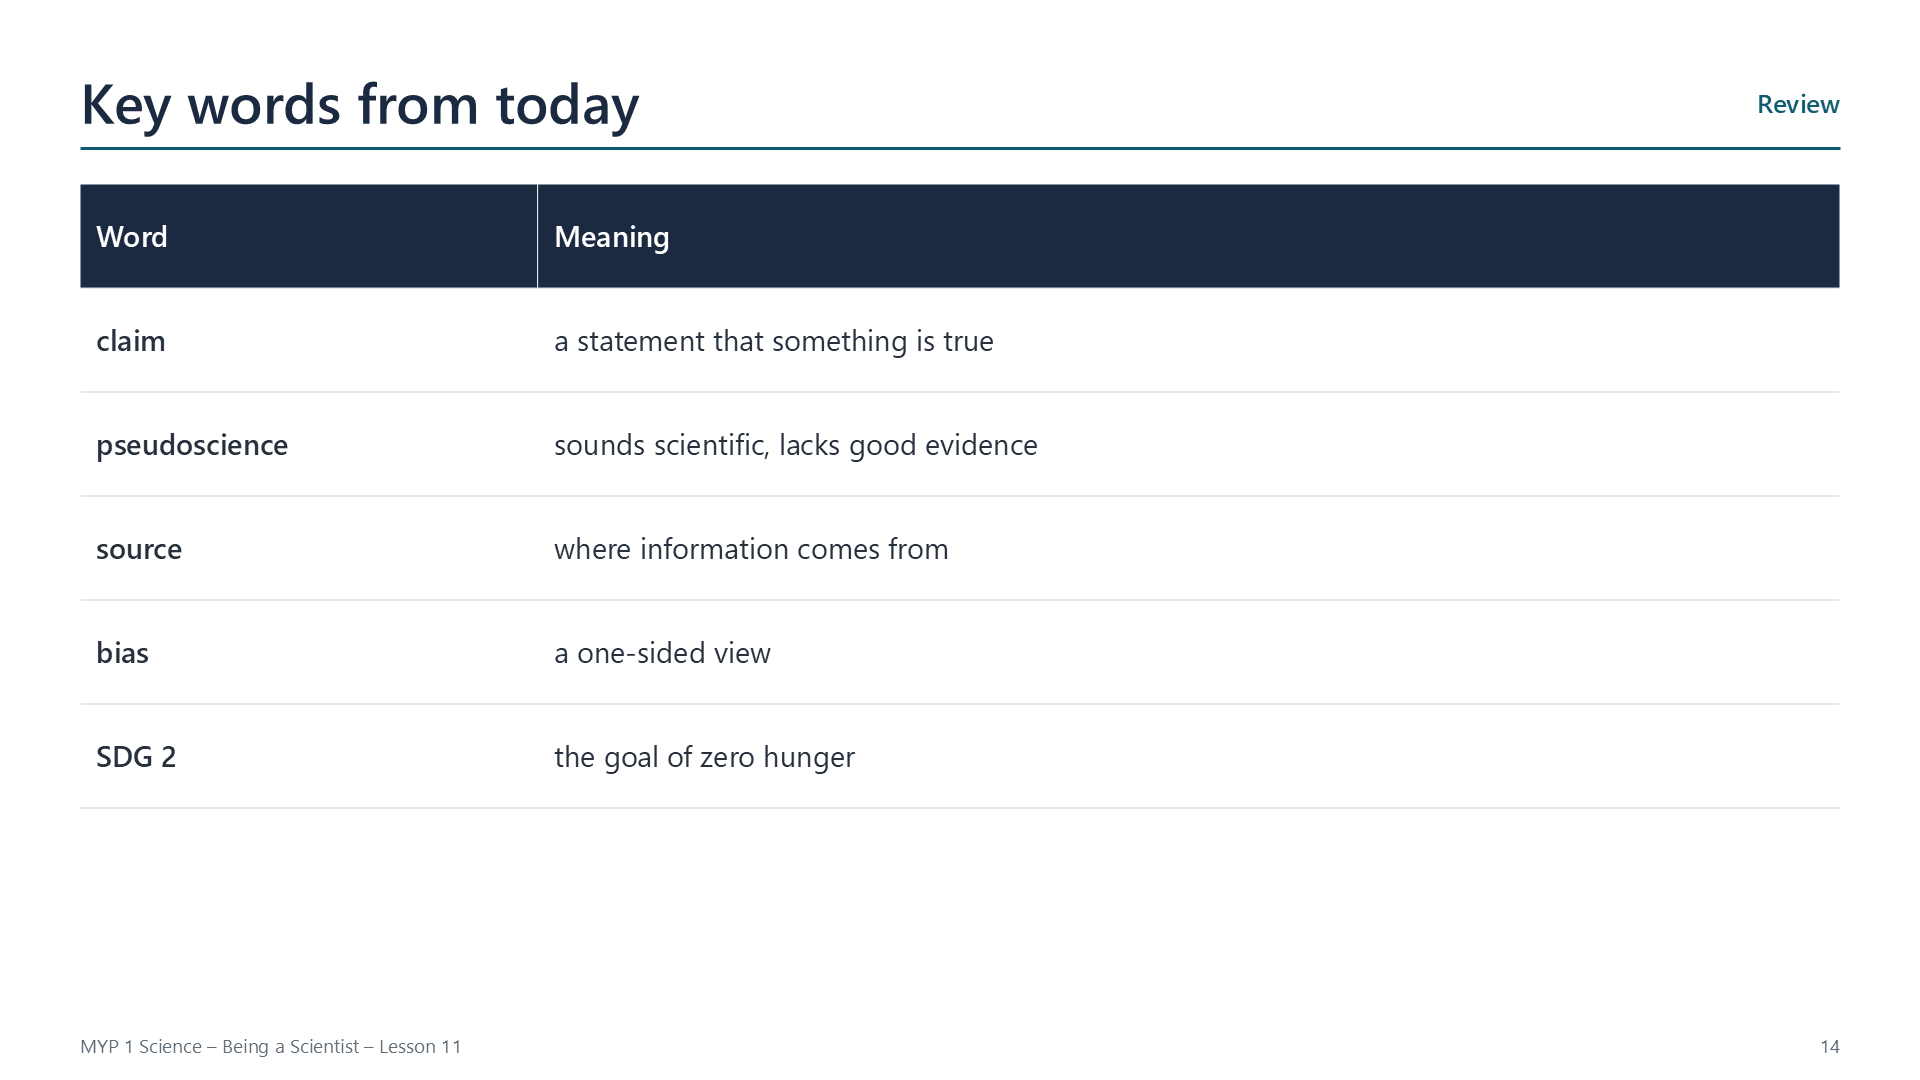 Key words from today
Review
Word Meaning
claim a statement that something is true
pseudoscience sounds scientific, lacks good evidence
source where information comes from
bias a one-sided view
SDG 2 the goal of zero hunger
MYP 1 Science – Being a Scientist – Lesson 11
14